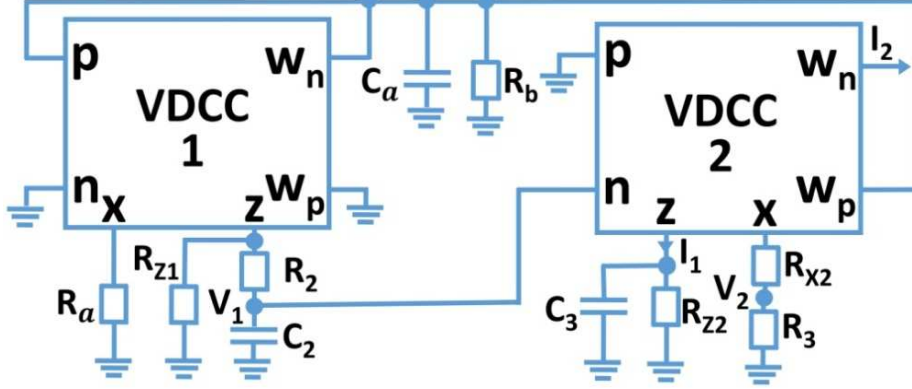 p
Wn
VDCC
1
n
x
z
Wp
Ca
Rb
p
Wn
I2
VDCC
2
n
z
x
Wp
RZ1
R2
Ra
V1
C2
I1
C3
RZ2
RX2
V2
R3